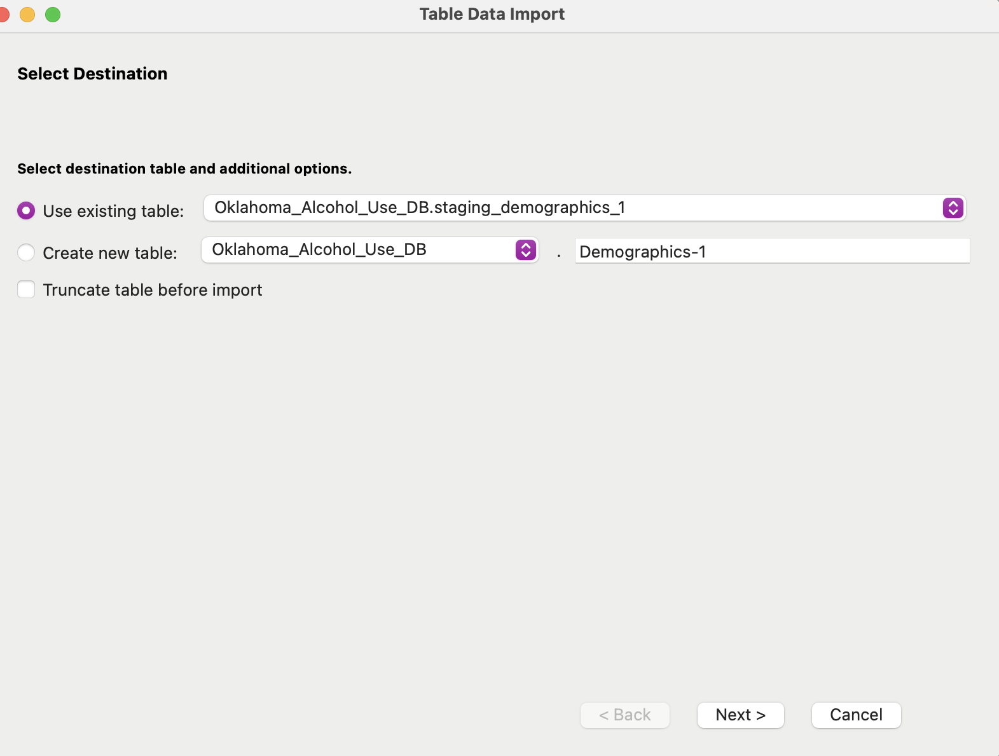 Table Data Import
Select Destination
Select destination table and additional options.
Use existing table: Oklahoma_Alcohol_Use_DB.staging_demographics_1
Create new table: Oklahoma_Alcohol_Use_DB . Demographics-1
Truncate table before import
< Back Next > Cancel